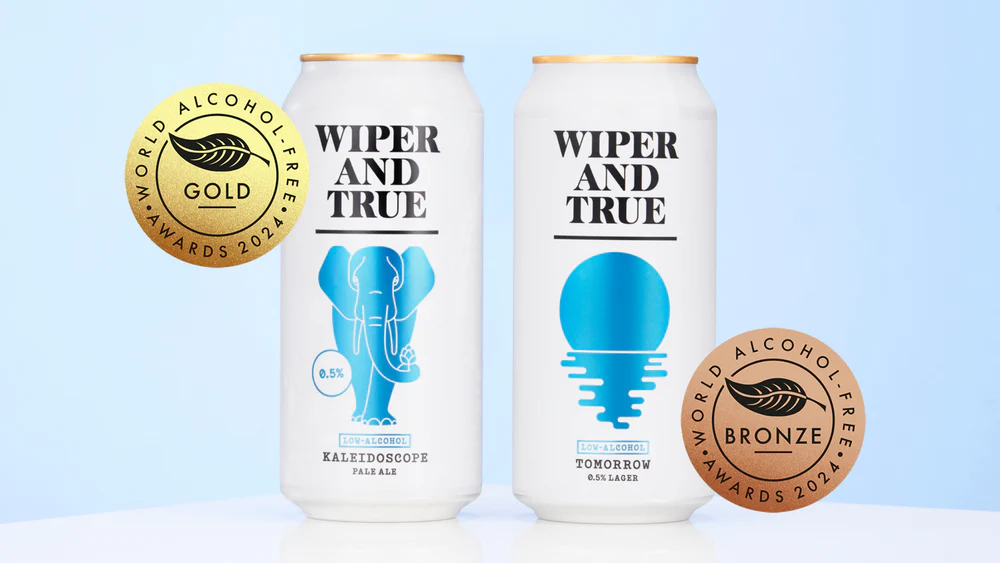 WORLD ALCOHOL-FREE
GOLD
• AWARDS 2024 •
WIPER
AND
TRUE
0.5%
LOW-ALCOHOL
KALEIDOSCOPE
PALE ALE
WIPER
AND
TRUE
LOW-ALCOHOL
TOMORROW
0.5% LAGER
WORLD ALCOHOL-FREE
BRONZE
• AWARDS 2024 •